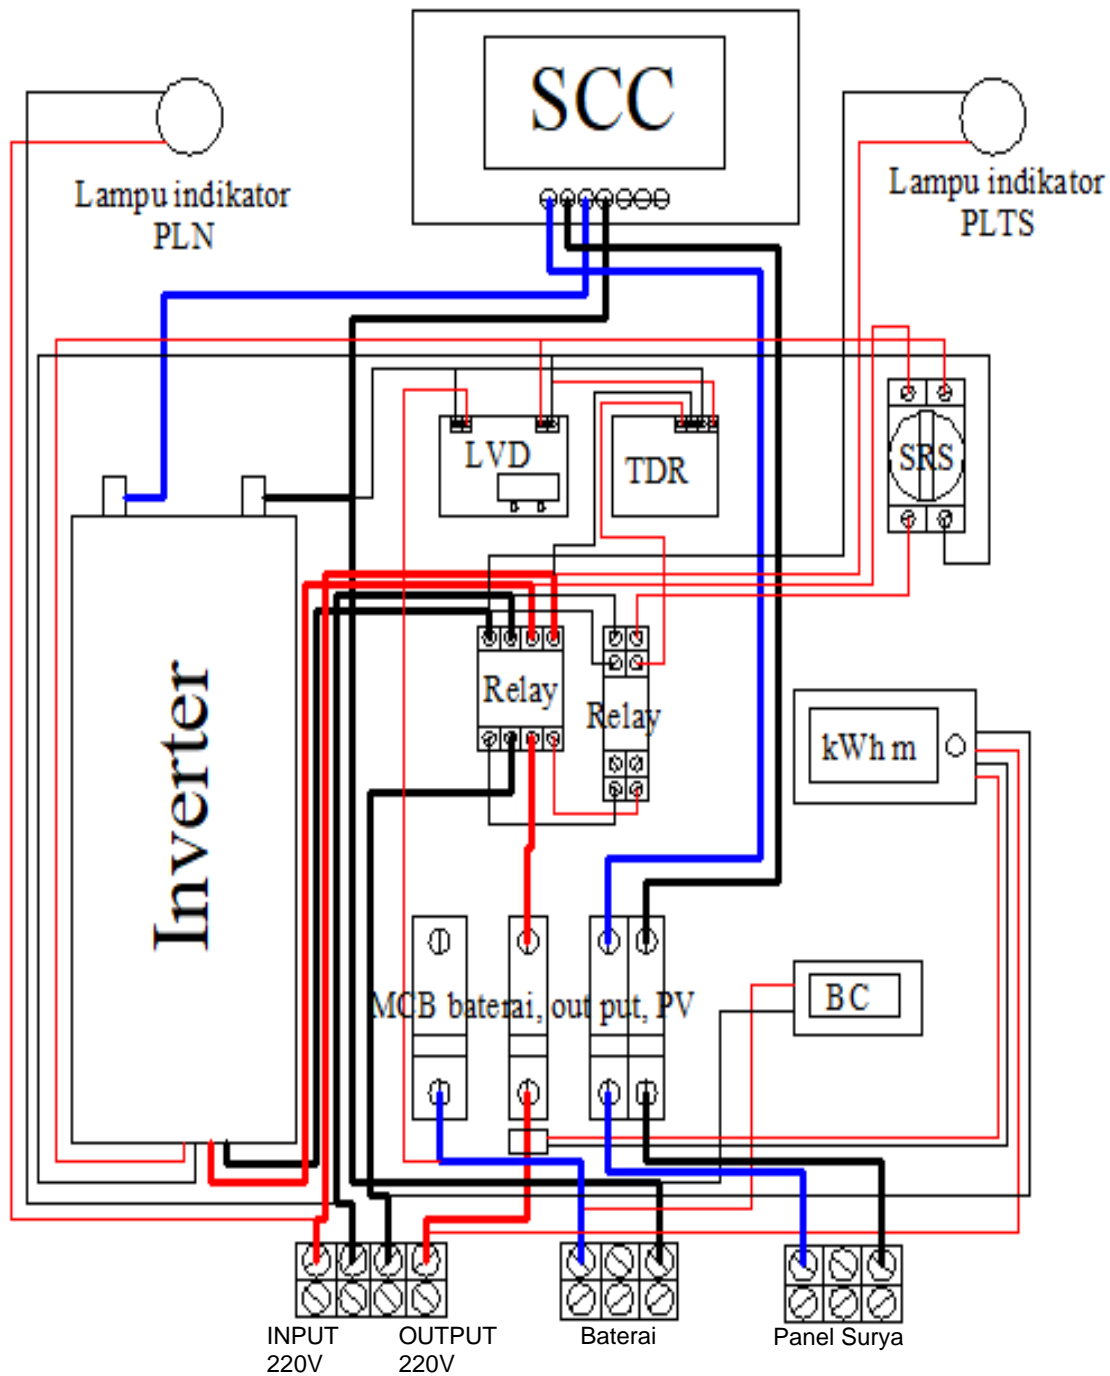 SCC
Lampu indikator
PLN
Lampu indikator
PLTS
LVD
TDR
SRS
Inverter
Relay
Relay
kWh m
MCB baterai, out put, PV
BC
INPUT
220V
OUTPUT
220V
Baterai
Panel Surya